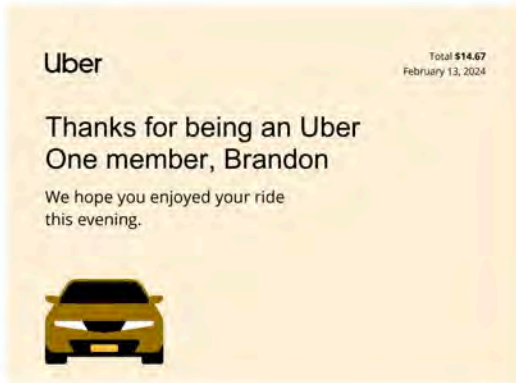 Uber
Total $14.67
February 13, 2024
Thanks for being an Uber
One member, Brandon
We hope you enjoyed your ride
this evening.